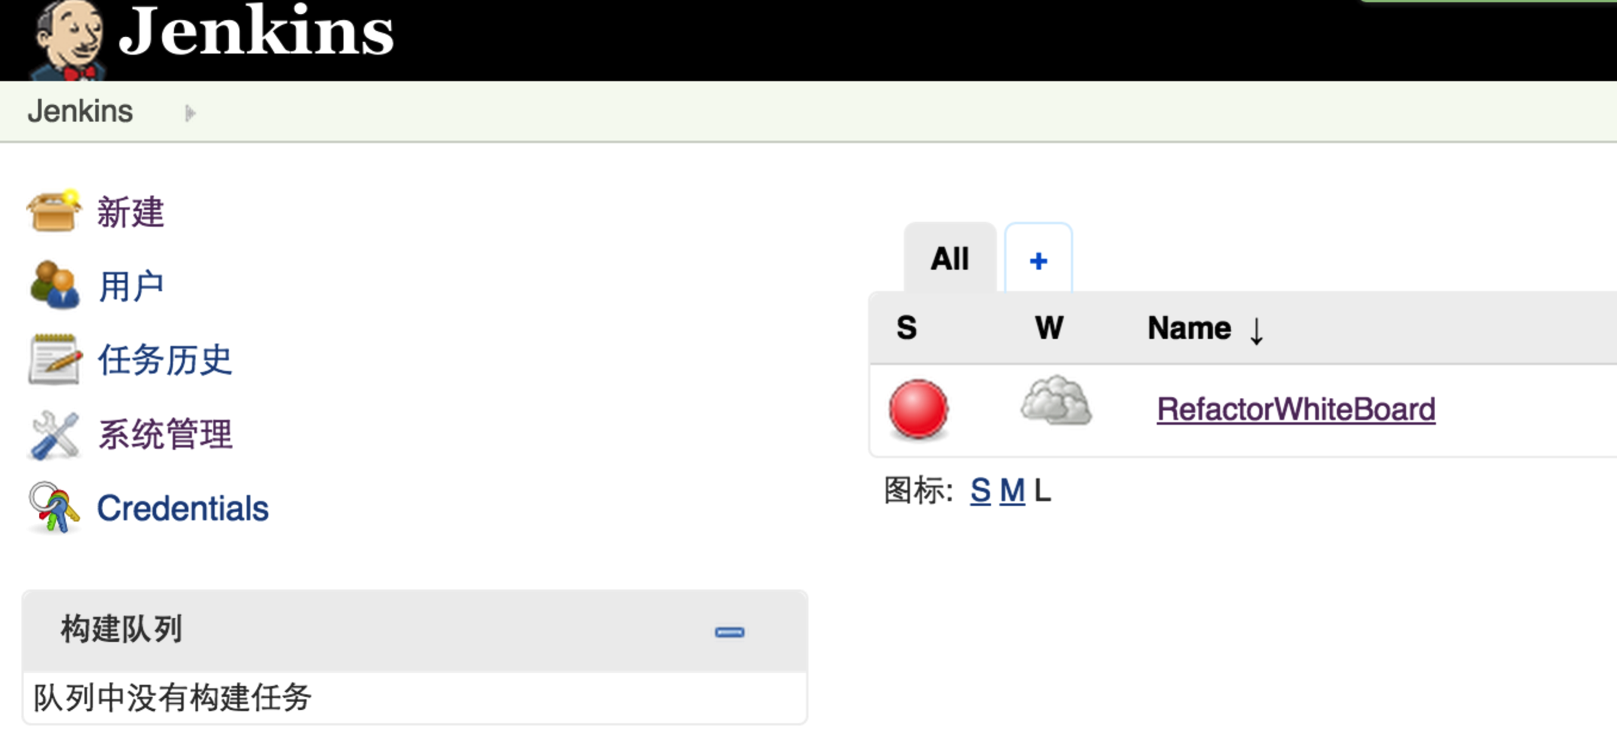 Jenkins
Jenkins
新建
用户
任务历史
系统管理
Credentials
构建队列
队列中没有构建任务
All +
S W Name ↓
RefactorWhiteBoard
图标: S M L